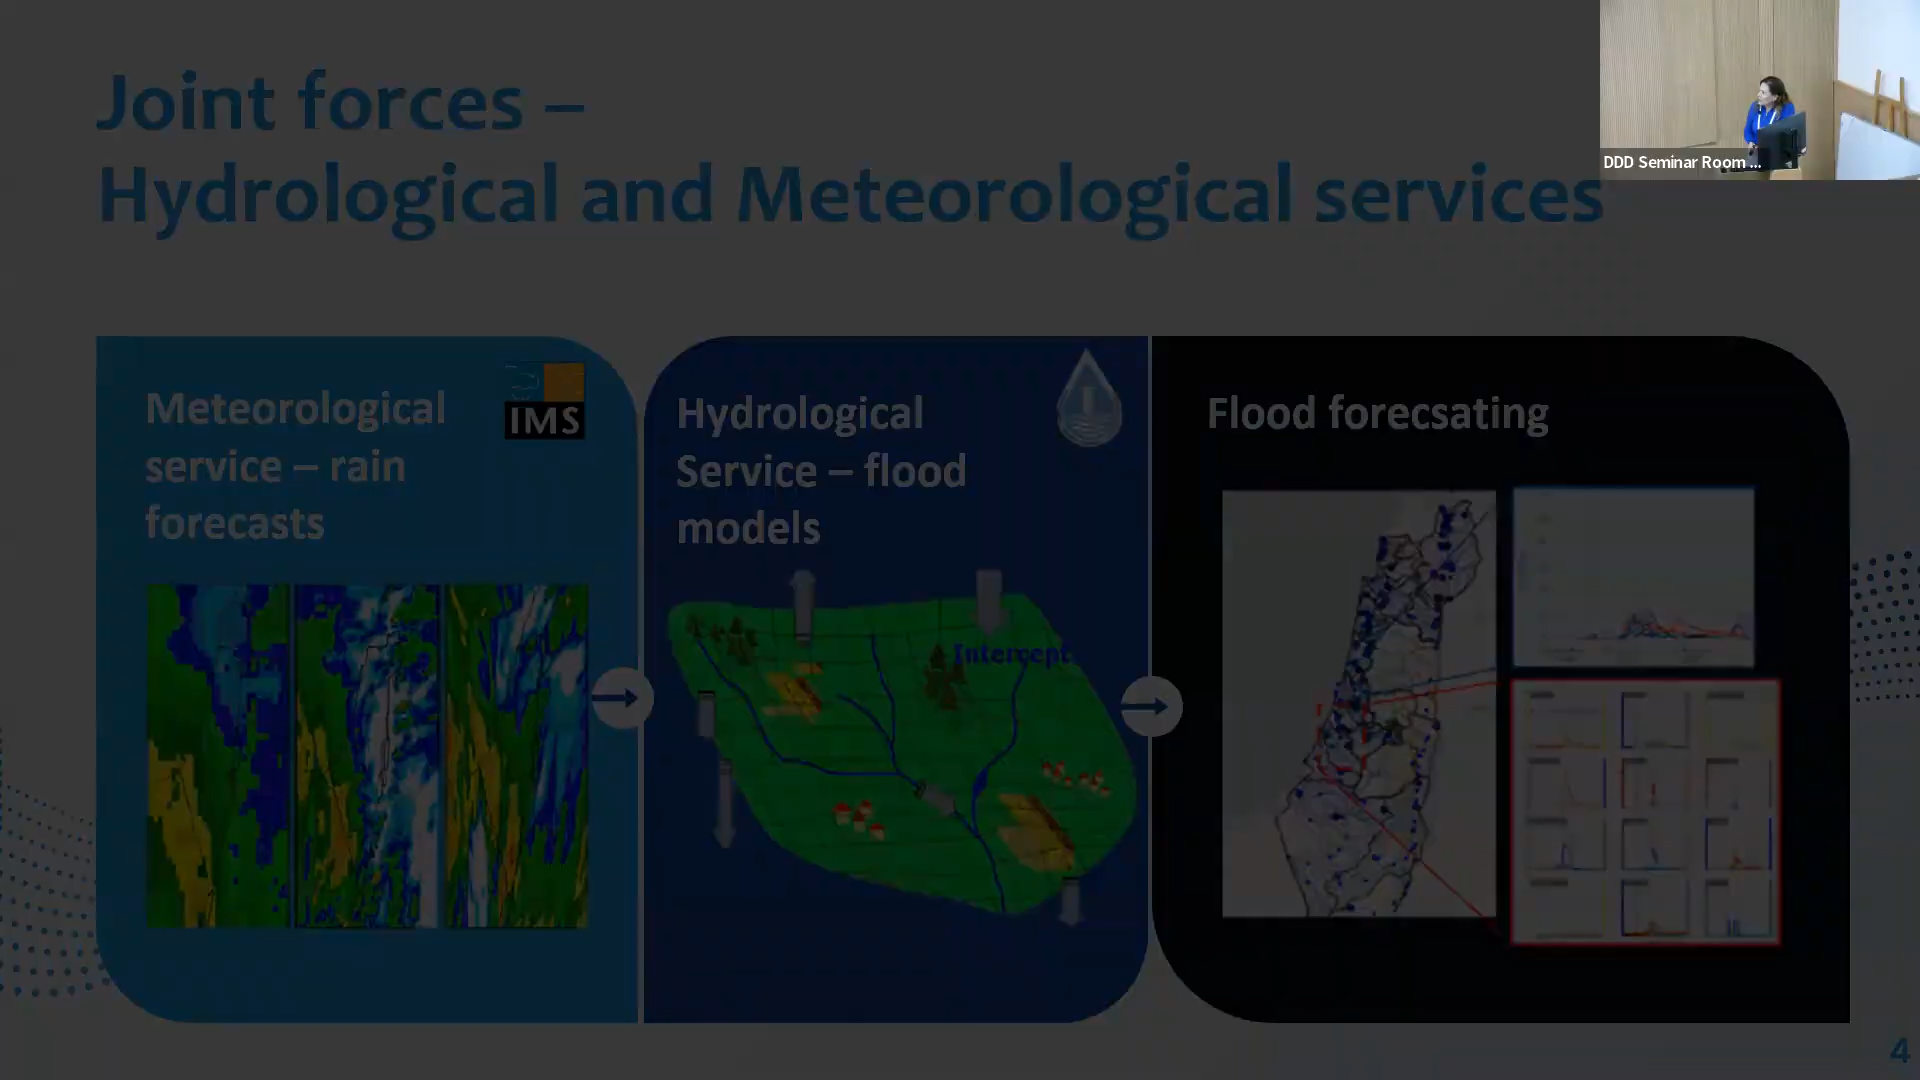 Joint forces –
Hydrological and Meteorological services
DDD Seminar Room ...
Meteorological
service – rain
forecasts
IMS
Hydrological
Service – flood
models
Intercept
Flood forecsating
4